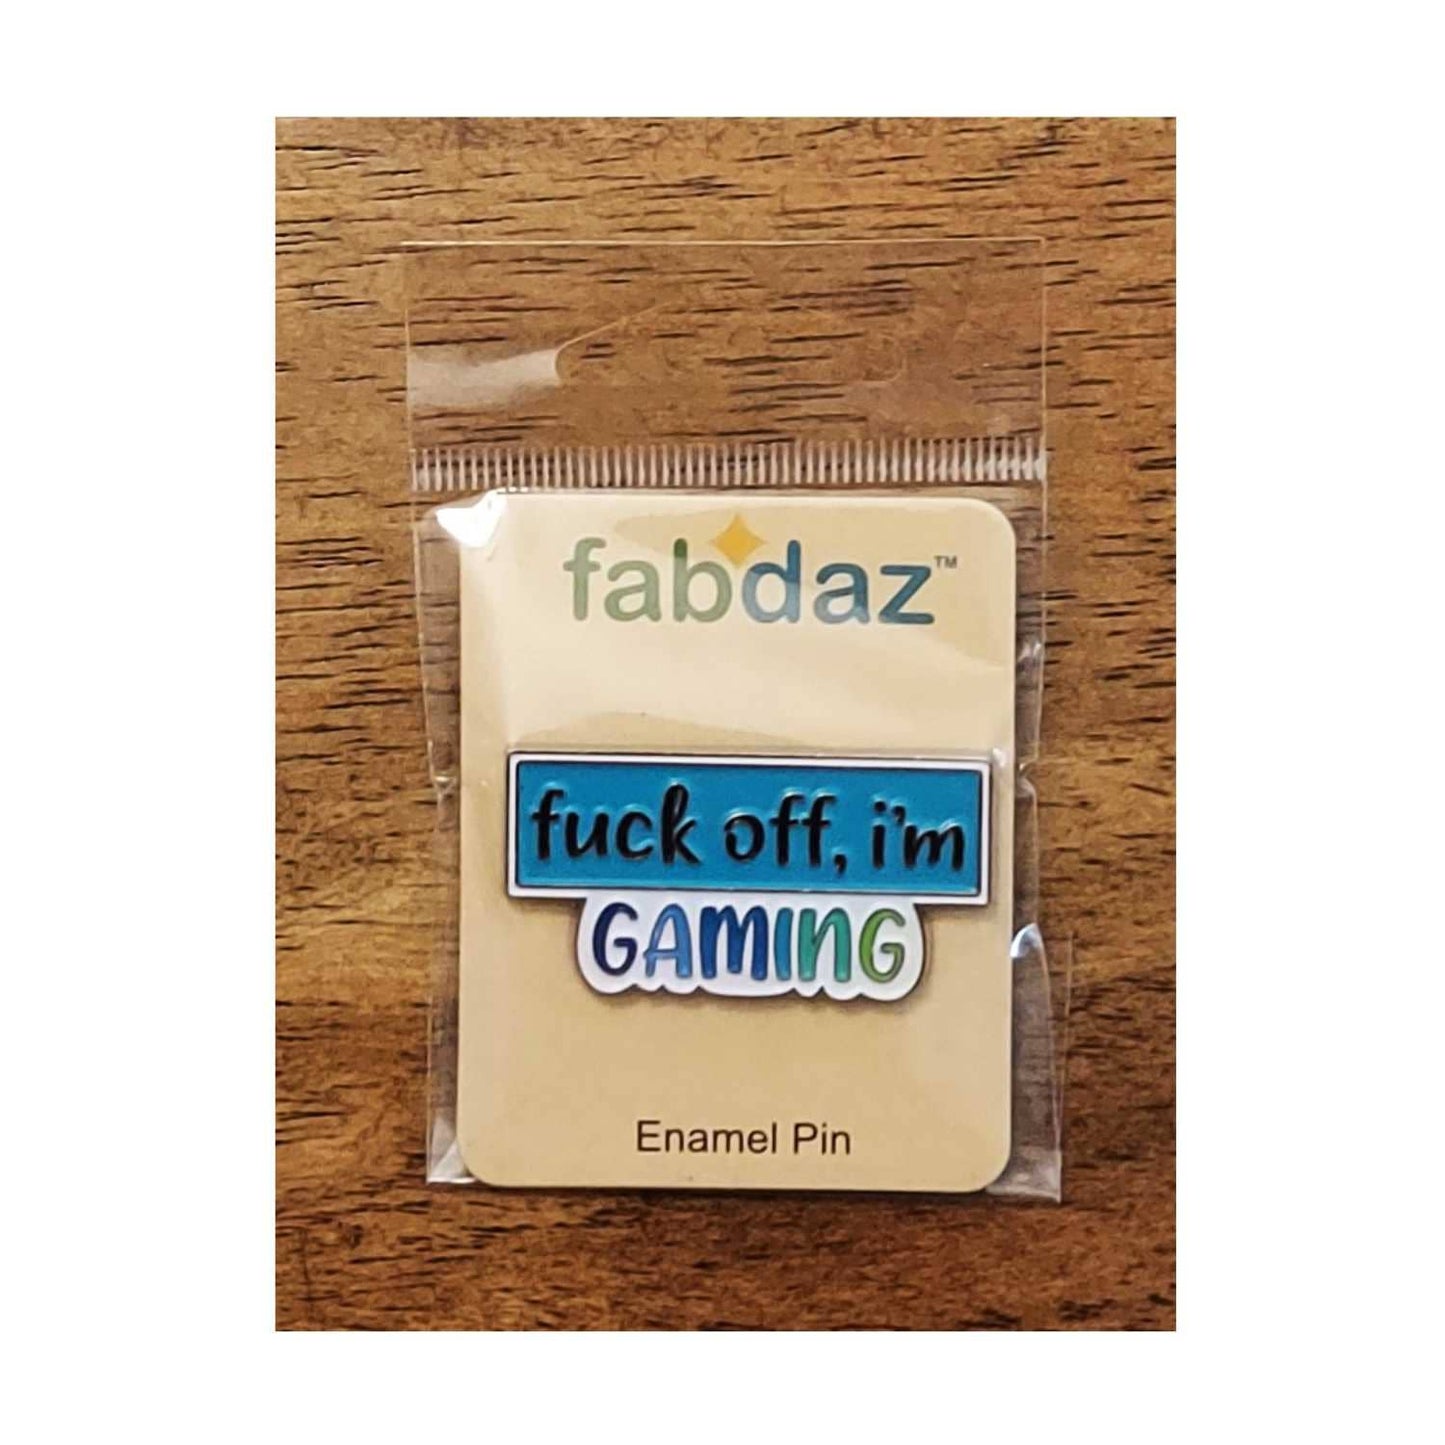 fabdaz™
fuck off, i'm
GAMING
Enamel Pin